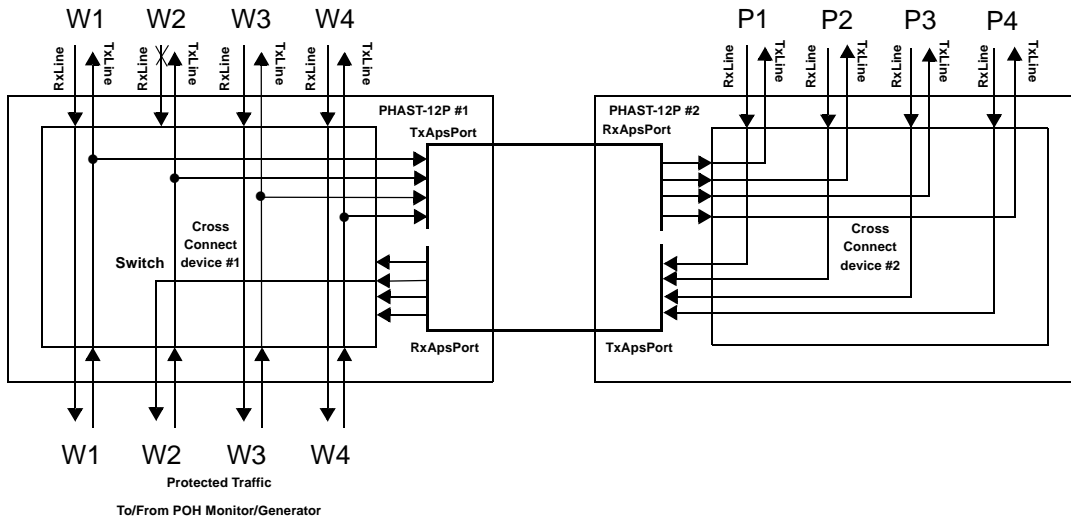 W1 W2 W3 W4
P1 P2 P3 P4
RxLine TxLine RxLine TxLine RxLine TxLine RxLine TxLine
RxLine TxLine RxLine TxLine RxLine TxLine RxLine TxLine
PHAST-12P #1
TxApsPort
PHAST-12P #2
RxApsPort
Cross
Connect
device #1
Switch
Cross
Connect
device #2
RxApsPort
TxApsPort
W1 W2 W3 W4
Protected Traffic
To/From POH Monitor/Generator